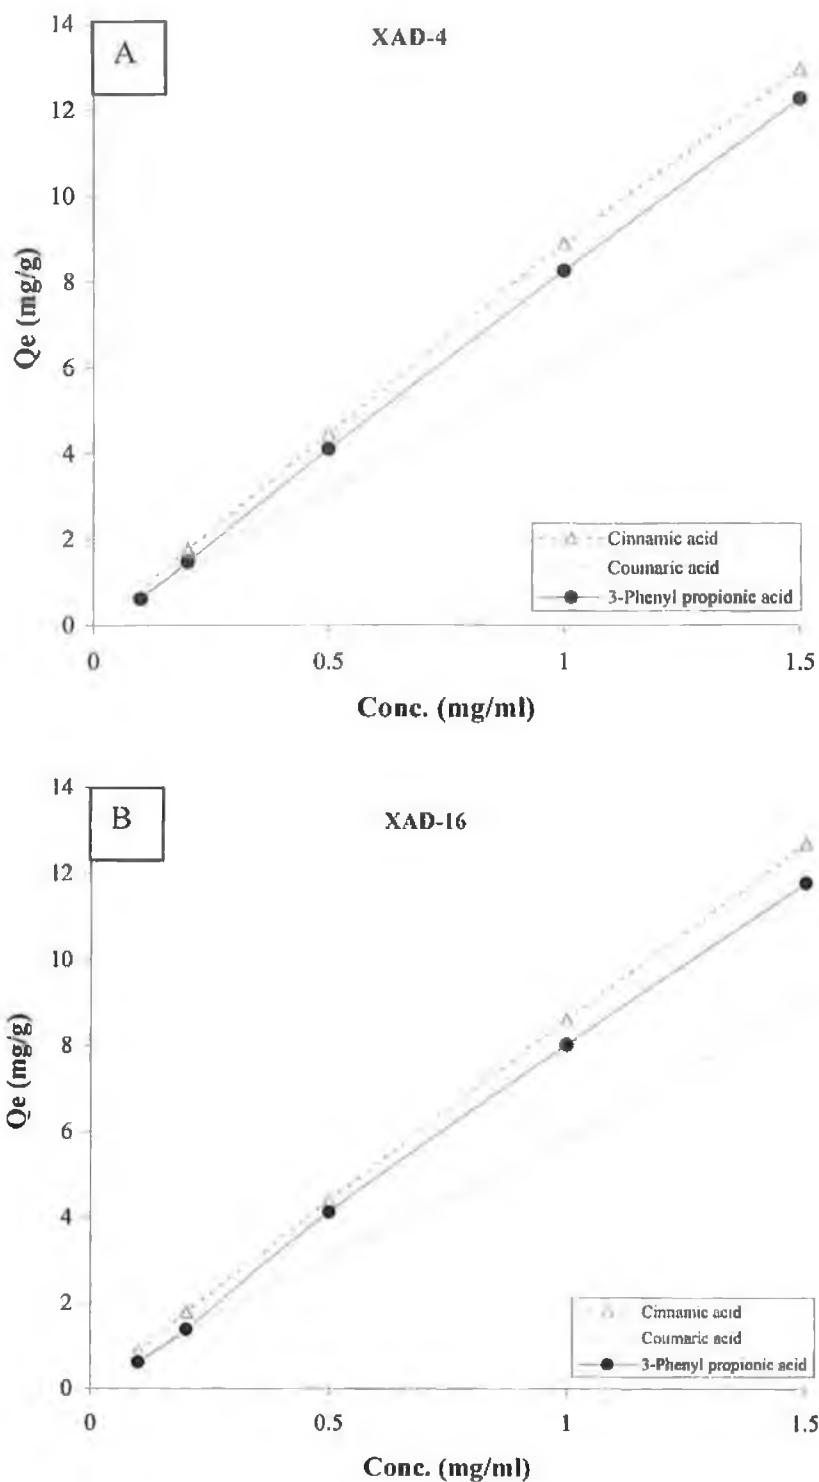 A
XAD-4
14
12
10
8
6
4
2
0
Qe (mg/g)
0 0.5 1 1.5
Conc. (mg/ml)
Cinnamic acid
Coumaric acid
3-Phenyl propionic acid
B
XAD-16
14
12
10
8
6
4
2
0
Qe (mg/g)
0 0.5 1 1.5
Conc. (mg/ml)
Cinnamic acid
Coumaric acid
3-Phenyl propionic acid